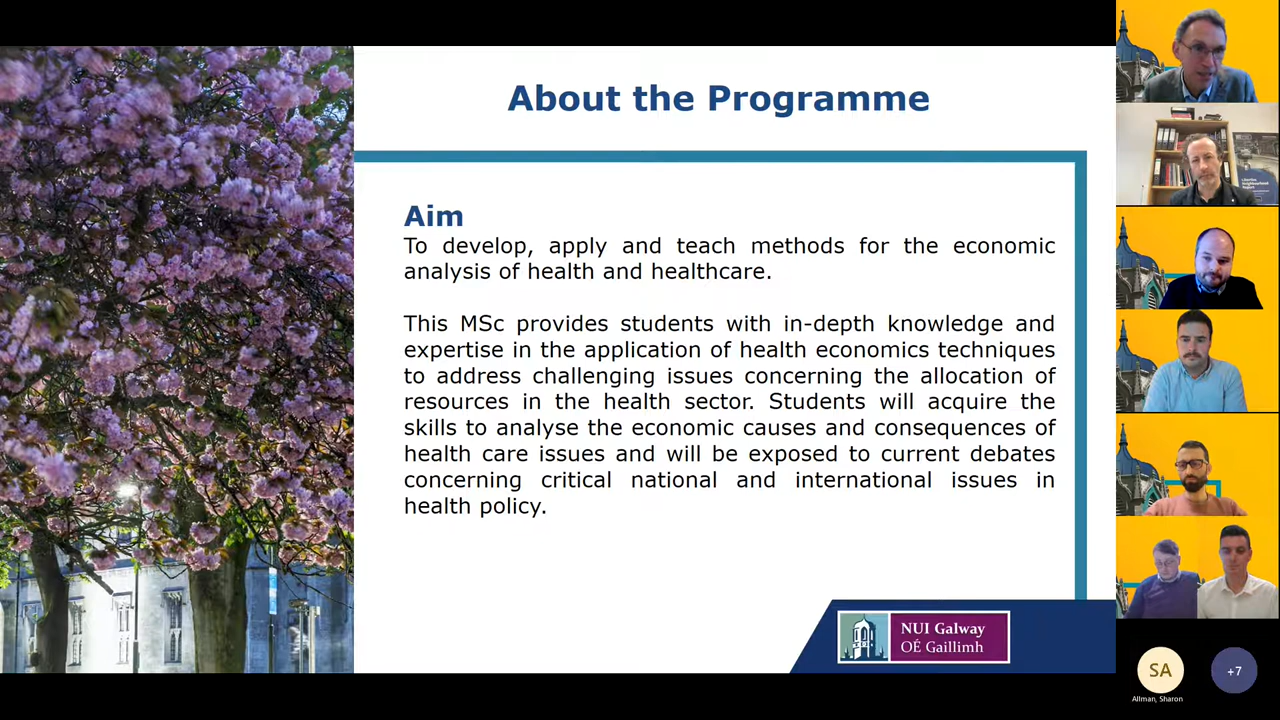 About the Programme
Aim
To develop, apply and teach methods for the economic
analysis of health and healthcare.
This MSc provides students with in-depth knowledge and
expertise in the application of health economics techniques
to address challenging issues concerning the allocation of
resources in the health sector. Students will acquire the
skills to analyse the economic causes and consequences of
health care issues and will be exposed to current debates
concerning critical national and international issues in
health policy.
NUI Galway
OÉ Gaillimh
SA
+7
Allman, Sharon